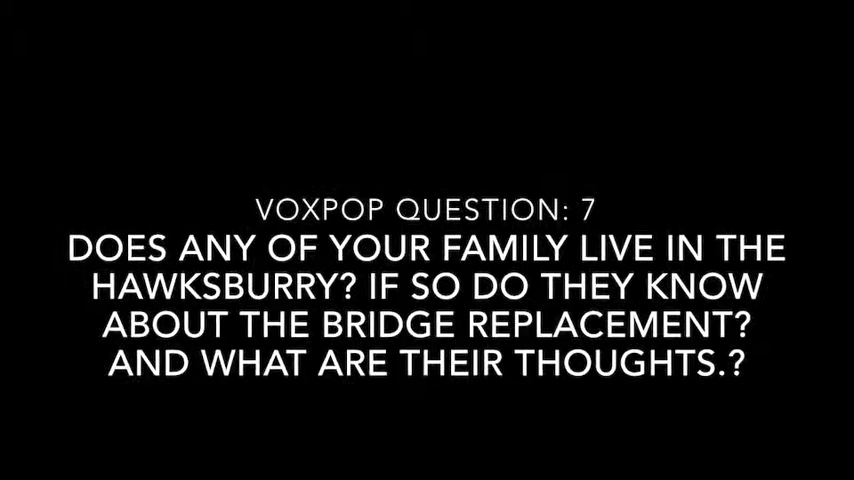 VOXPOP QUESTION: 7
DOES ANY OF YOUR FAMILY LIVE IN THE
HAWKSBURRY? IF SO DO THEY KNOW
ABOUT THE BRIDGE REPLACEMENT?
AND WHAT ARE THEIR THOUGHTS.?